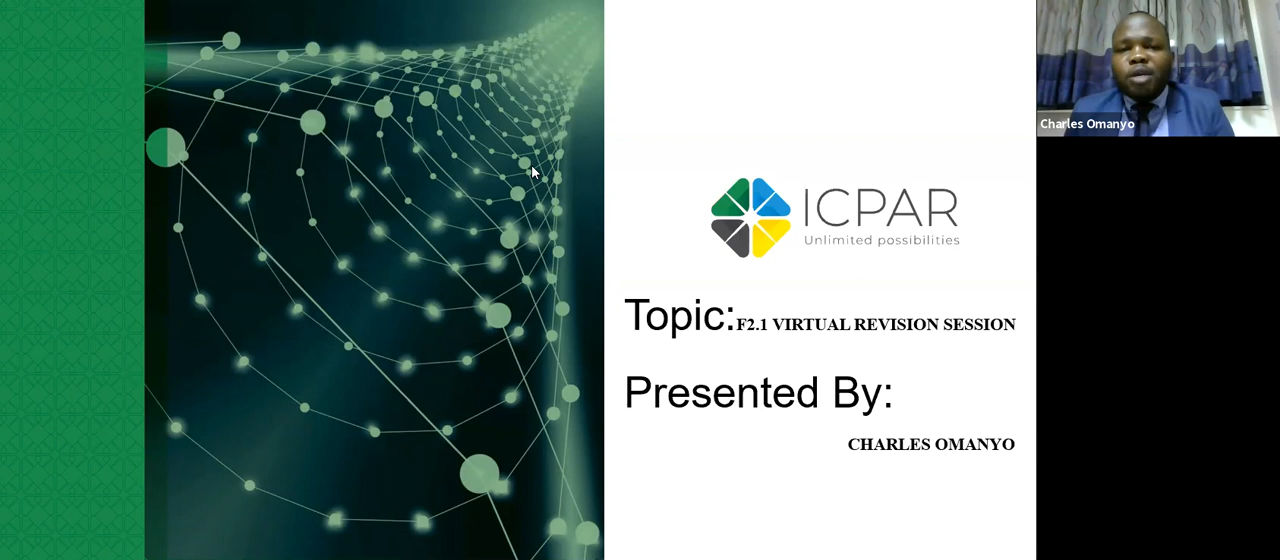 ICPAR
Unlimited possibilities
Topic:F2.1 VIRTUAL REVISION SESSION
Presented By:
CHARLES OMANYO
Charles Omanyo